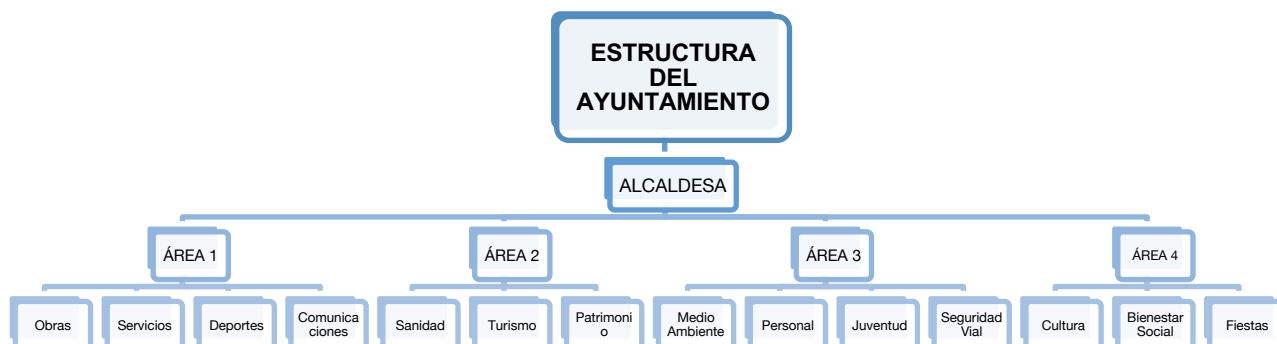 ESTRUCTURA
DEL
AYUNTAMIENTO
ALCALDESA
ÁREA 1
ÁREA 2
ÁREA 3
ÁREA 4
Obras
Servicios
Deportes
Comunica
ciones
Sanidad
Turismo
Patrimoni
o
Medio
Ambiente
Personal
Juventud
Seguridad
Vial
Cultura
Bienestar
Social
Fiestas